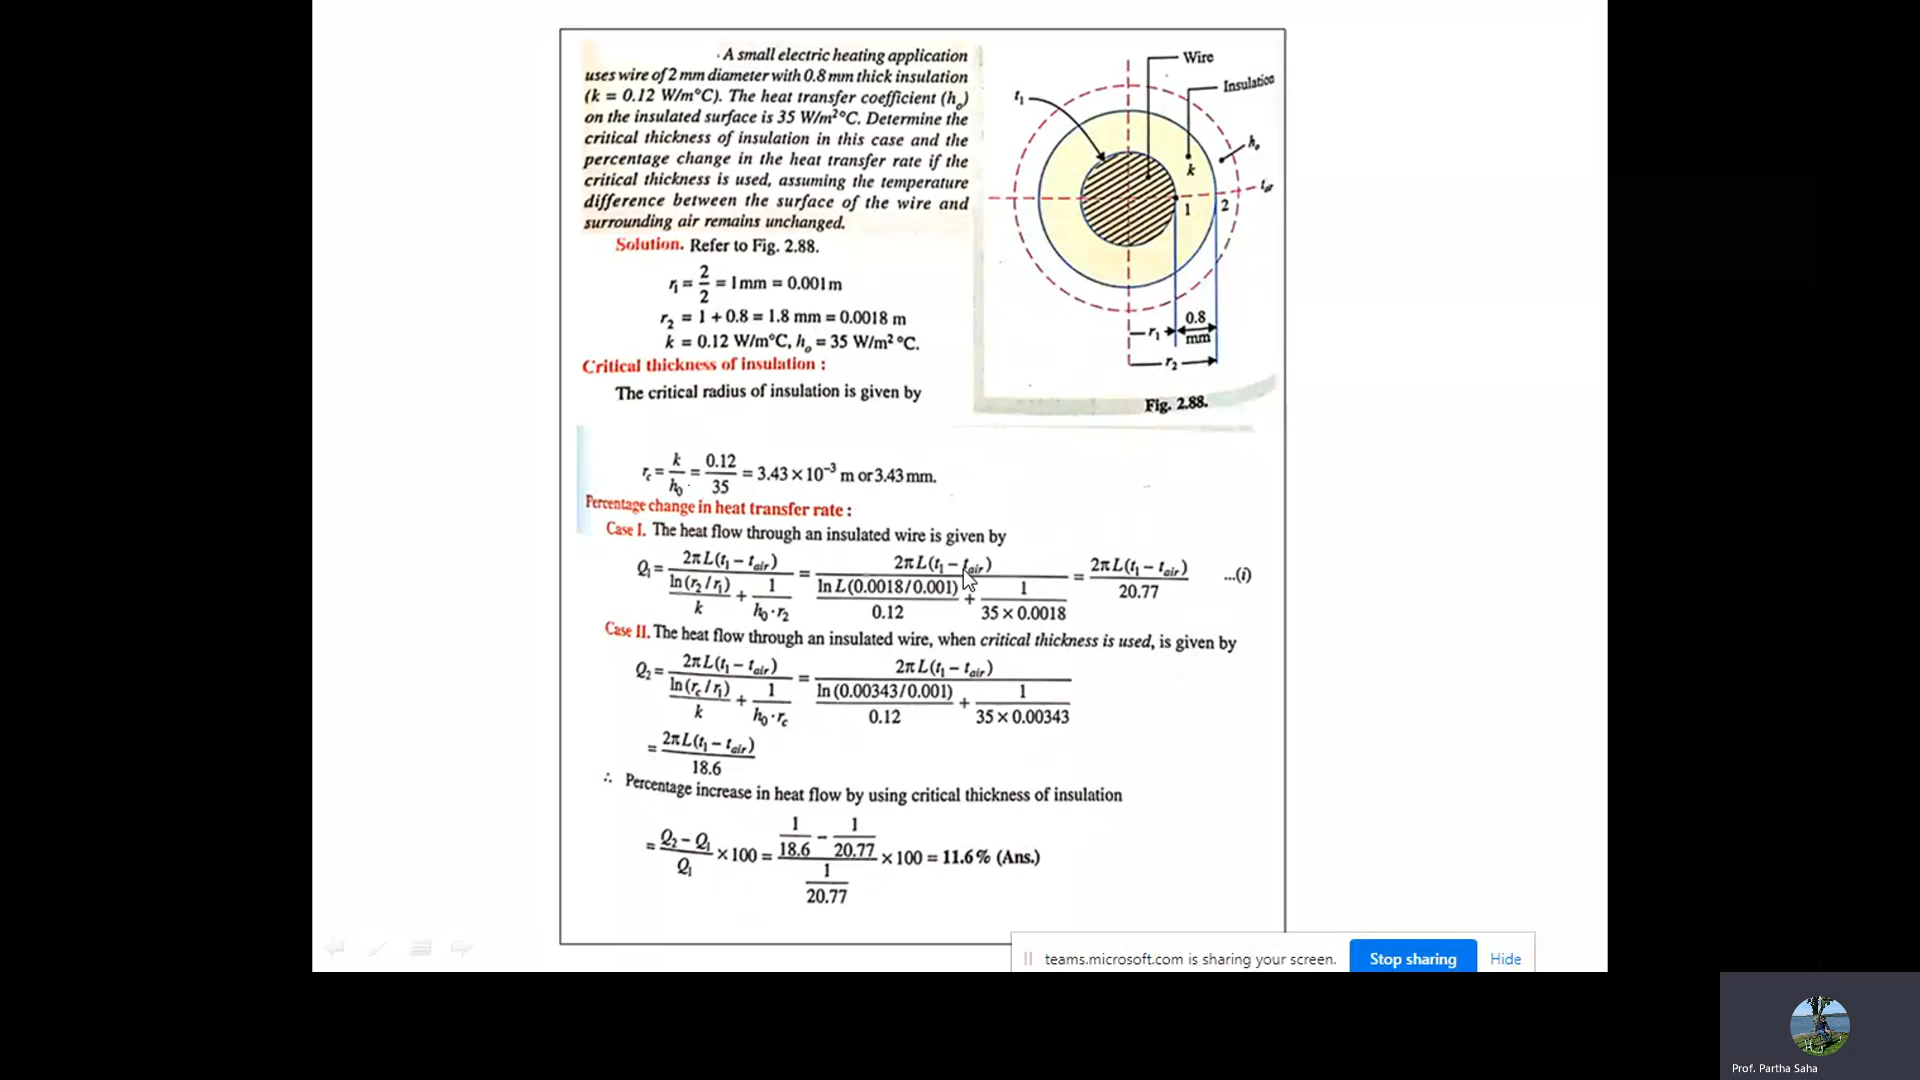 · A small electric heating application
uses wire of 2 mm diameter with 0.8 mm thick insulation
(k = 0.12 W/m°C). The heat transfer coefficient (hₒ)
on the insulated surface is 35 W/m²°C. Determine the
critical thickness of insulation in this case and the
percentage change in the heat transfer rate if the
critical thickness is used, assuming the temperature
difference between the surface of the wire and
surrounding air remains unchanged.
Solution. Refer to Fig. 2.88.
r₁ = 2/2 = 1 mm = 0.001 m
r₂ = 1 + 0.8 = 1.8 mm = 0.0018 m
k = 0.12 W/m°C, hₒ = 35 W/m² °C.
Critical thickness of insulation :
The critical radius of insulation is given by
Wire
Insulation
t₁
hₒ
k
t_air
1
2
r₁
0.8
mm
r₂
Fig. 2.88.
r_c = k/h₀ = 0.12/35 = 3.43 × 10⁻³ m or 3.43 mm.
Percentage change in heat transfer rate :
Case I. The heat flow through an insulated wire is given by
Q₁ = 2πL(t₁ − t_air) / [ln (r₂ / r₁)/k + 1/(h₀·r₂)] = 2πL(t₁ − t_air) / [ln L (0.0018/0.001)/0.12 + 1/(35 × 0.0018)] = 2πL(t₁ − t_air)/20.77 ...(i)
Case II. The heat flow through an insulated wire, when critical thickness is used, is given by
Q₂ = 2πL(t₁ − t_air) / [ln (r_c / r₁)/k + 1/(h₀·r_c)] = 2πL(t₁ − t_air) / [ln (0.00343/0.001)/0.12 + 1/(35 × 0.00343)]
= 2πL(t₁ − t_air)/18.6
∴ Percentage increase in heat flow by using critical thickness of insulation
= (Q₂ − Q₁)/Q₁ × 100 = (1/18.6 − 1/20.77)/(1/20.77) × 100 = 11.6% (Ans.)
teams.microsoft.com is sharing your screen.
Stop sharing
Hide
Prof. Partha Saha